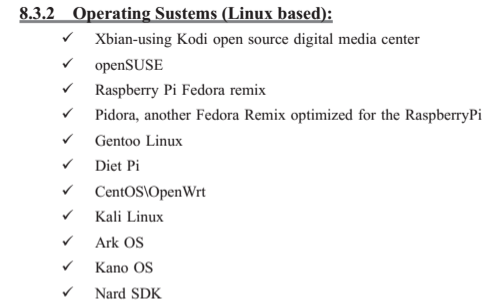 8.3.2 Operating Sustems (Linux based):
✓ Xbian-using Kodi open source digital media center
✓ openSUSE
✓ Raspberry Pi Fedora remix
✓ Pidora, another Fedora Remix optimized for the RaspberryPi
✓ Gentoo Linux
✓ Diet Pi
✓ CentOS\OpenWrt
✓ Kali Linux
✓ Ark OS
✓ Kano OS
✓ Nard SDK